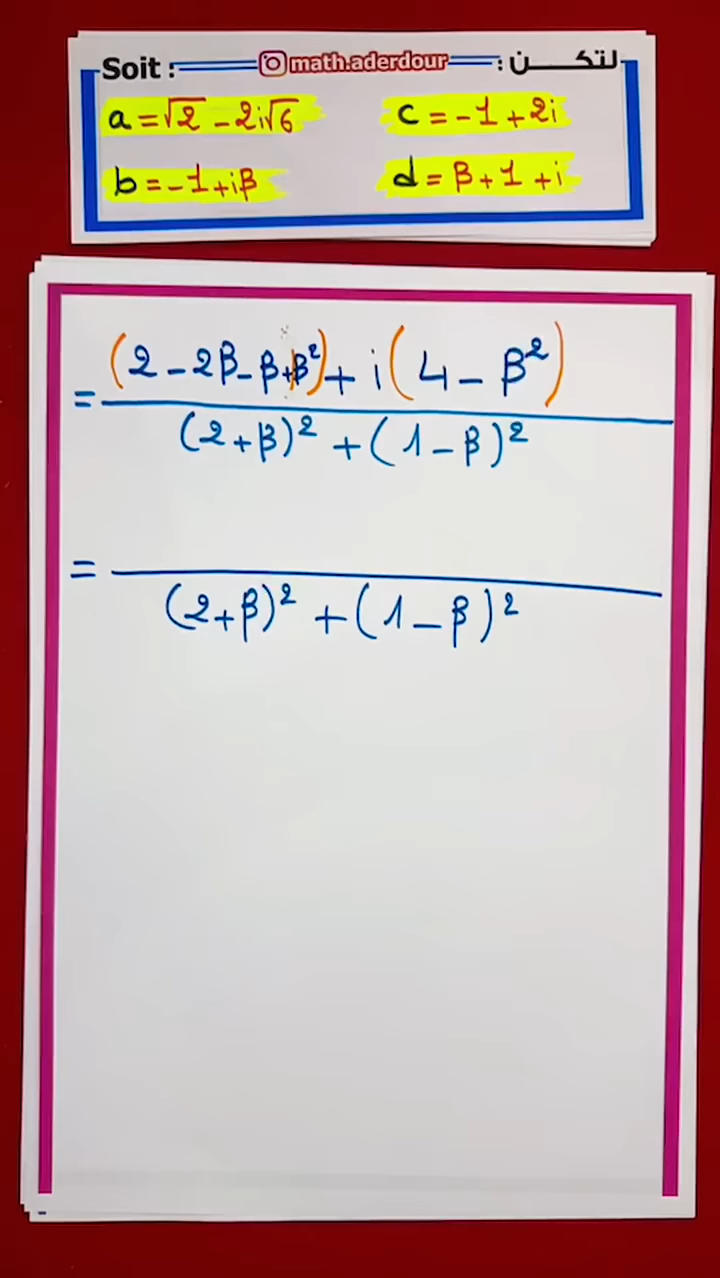 Soit : math.aderdour لتكـــن :
a = √2 - 2i√6 c = -1 + 2i
b = -1 + iβ d = β + 1 + i
= (2 - 2β - β + β²) + i(4 - β²)
(2 + β)² + (1 - β)²
=
(2 + β)² + (1 - β)²